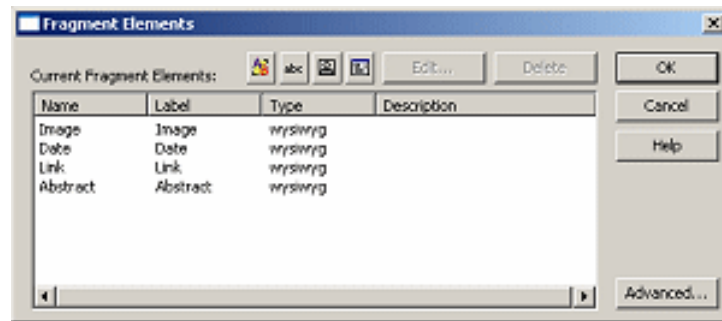 Fragment Elements
Current Fragment Elements: abc Edit... Delete OK
Name Label Type Description Cancel
Image Image wysiwyg
Date Date wysiwyg Help
Link Link wysiwyg
Abstract Abstract wysiwyg
Advanced...